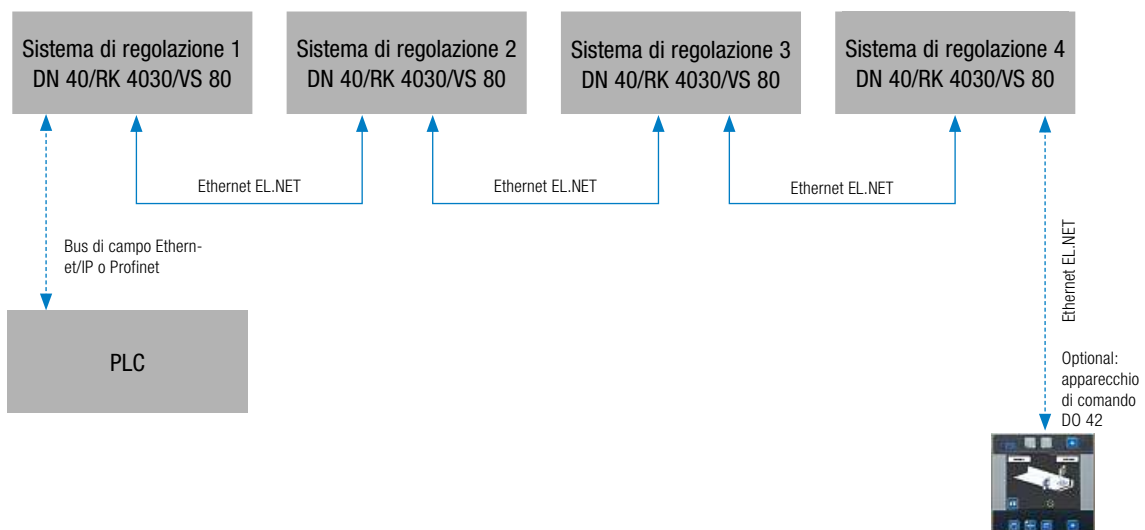 Sistema di regolazione 1
DN 40/RK 4030/VS 80
Sistema di regolazione 2
DN 40/RK 4030/VS 80
Sistema di regolazione 3
DN 40/RK 4030/VS 80
Sistema di regolazione 4
DN 40/RK 4030/VS 80
Ethernet EL.NET
Ethernet EL.NET
Ethernet EL.NET
Bus di campo Ethern-
et/IP o Profinet
Ethernet EL.NET
PLC
Optional:
apparecchio
di comando
DO 42